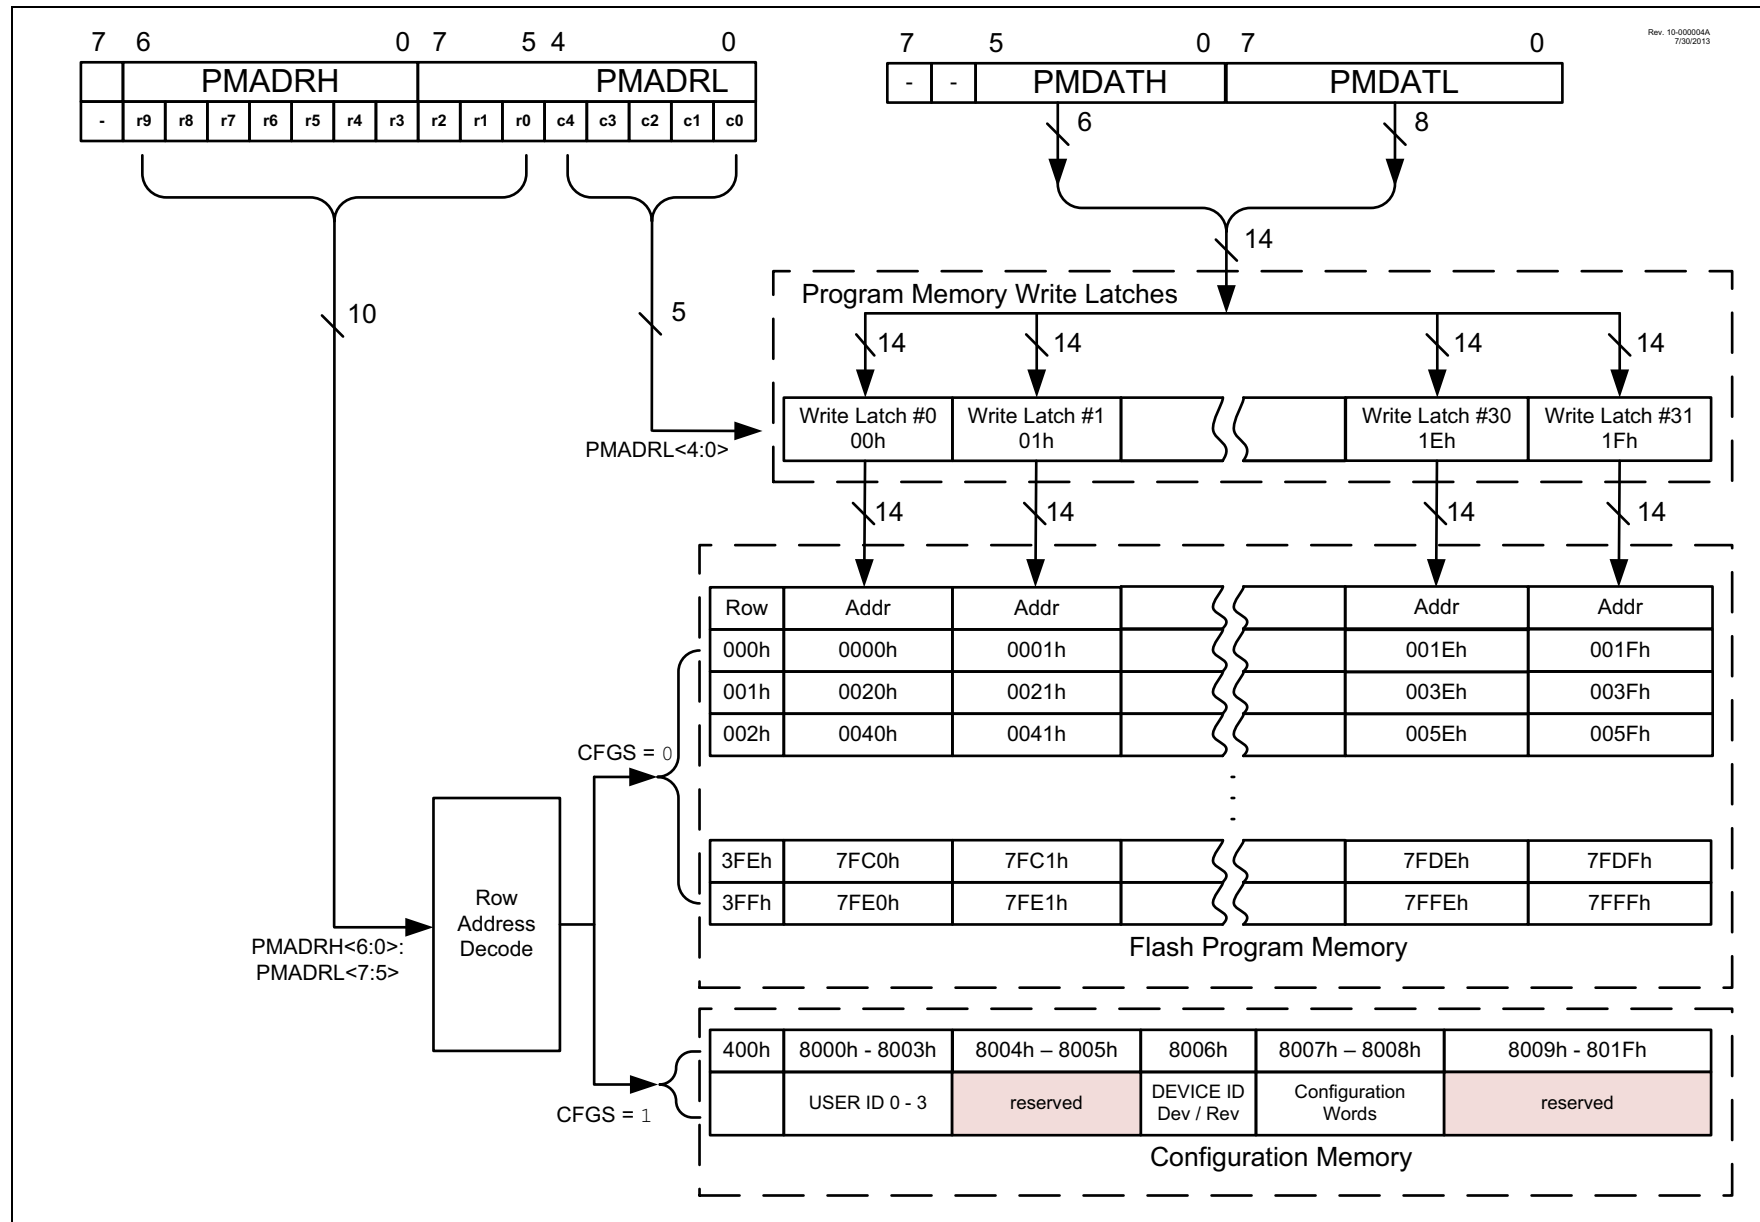 Rev. 10-000004A
7/30/2013
7 6 0 7 5 4 0
PMADRH PMADRL
- r9 r8 r7 r6 r5 r4 r3 r2 r1 r0 c4 c3 c2 c1 c0
7 5 0 7 0
- - PMDATH PMDATL
6 8
14
10 5
Program Memory Write Latches
14 14 14 14
Write Latch #0 Write Latch #1 Write Latch #30 Write Latch #31
00h 01h 1Eh 1Fh
PMADRL<4:0>
14 14 14 14
Row Addr Addr Addr Addr
000h 0000h 0001h 001Eh 001Fh
001h 0020h 0021h 003Eh 003Fh
002h 0040h 0041h 005Eh 005Fh
CFGS = 0
3FEh 7FC0h 7FC1h 7FDEh 7FDFh
3FFh 7FE0h 7FE1h 7FFEh 7FFFh
Row
Address
Decode
PMADRH<6:0>:
PMADRL<7:5>
Flash Program Memory
400h 8000h - 8003h 8004h – 8005h 8006h 8007h – 8008h 8009h - 801Fh
USER ID 0 - 3 reserved DEVICE ID Configuration reserved
Dev / Rev Words
CFGS = 1
Configuration Memory